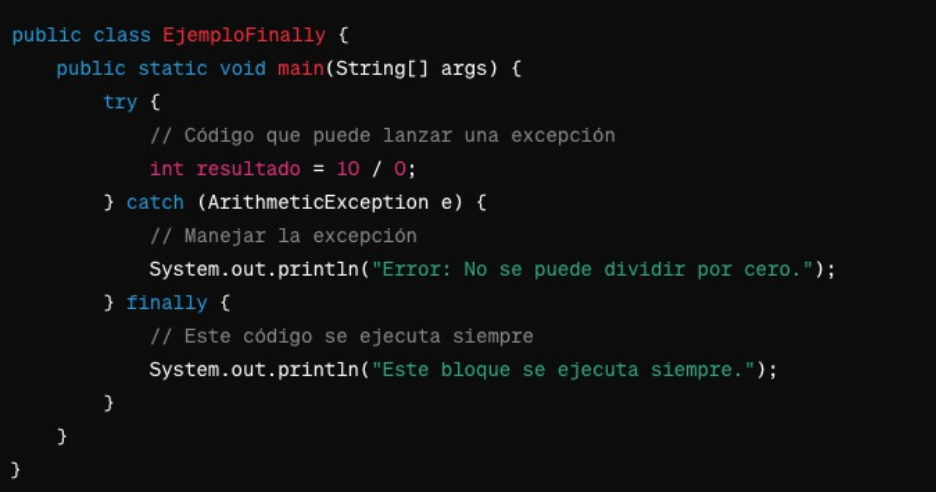 public class EjemploFinally {
    public static void main(String[] args) {
        try {
            // Código que puede lanzar una excepción
            int resultado = 10 / 0;
        } catch (ArithmeticException e) {
            // Manejar la excepción
            System.out.println("Error: No se puede dividir por cero.");
        } finally {
            // Este código se ejecuta siempre
            System.out.println("Este bloque se ejecuta siempre.");
        }
    }
}